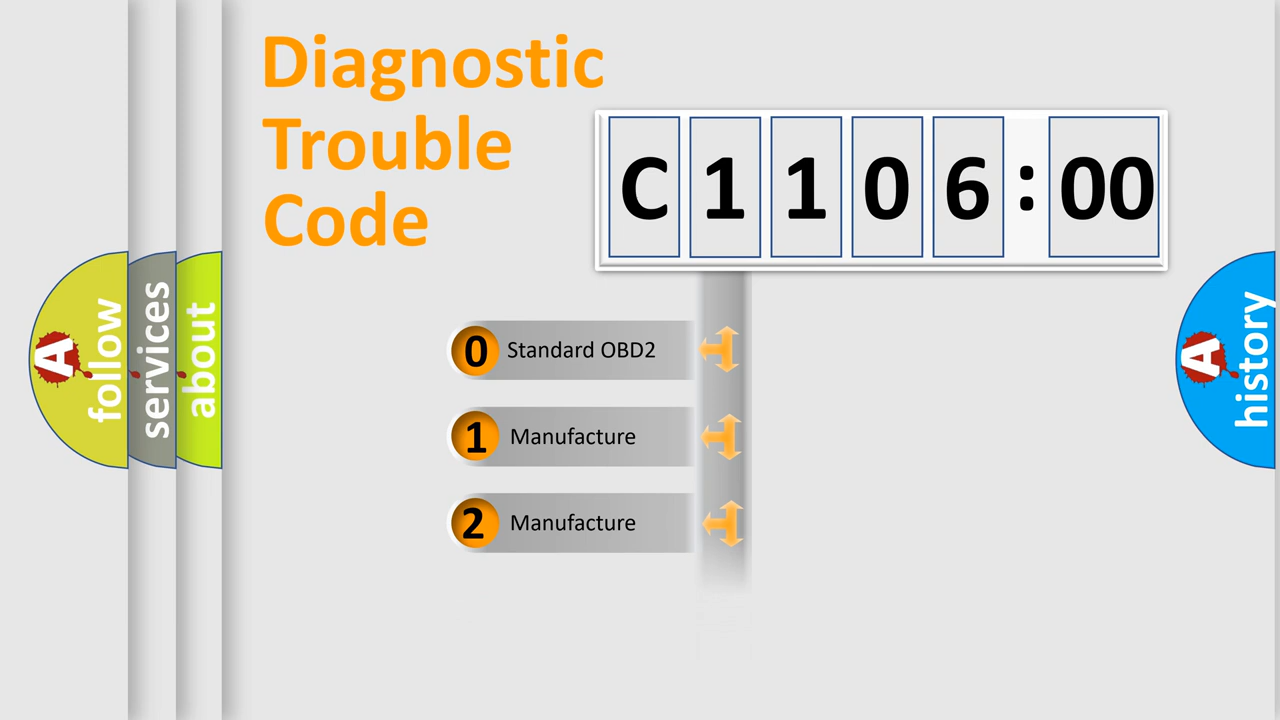 Diagnostic
Trouble
Code
C 1 1 0 6 : 00
0 Standard OBD2
1 Manufacture
2 Manufacture
A follow
services
about
A history